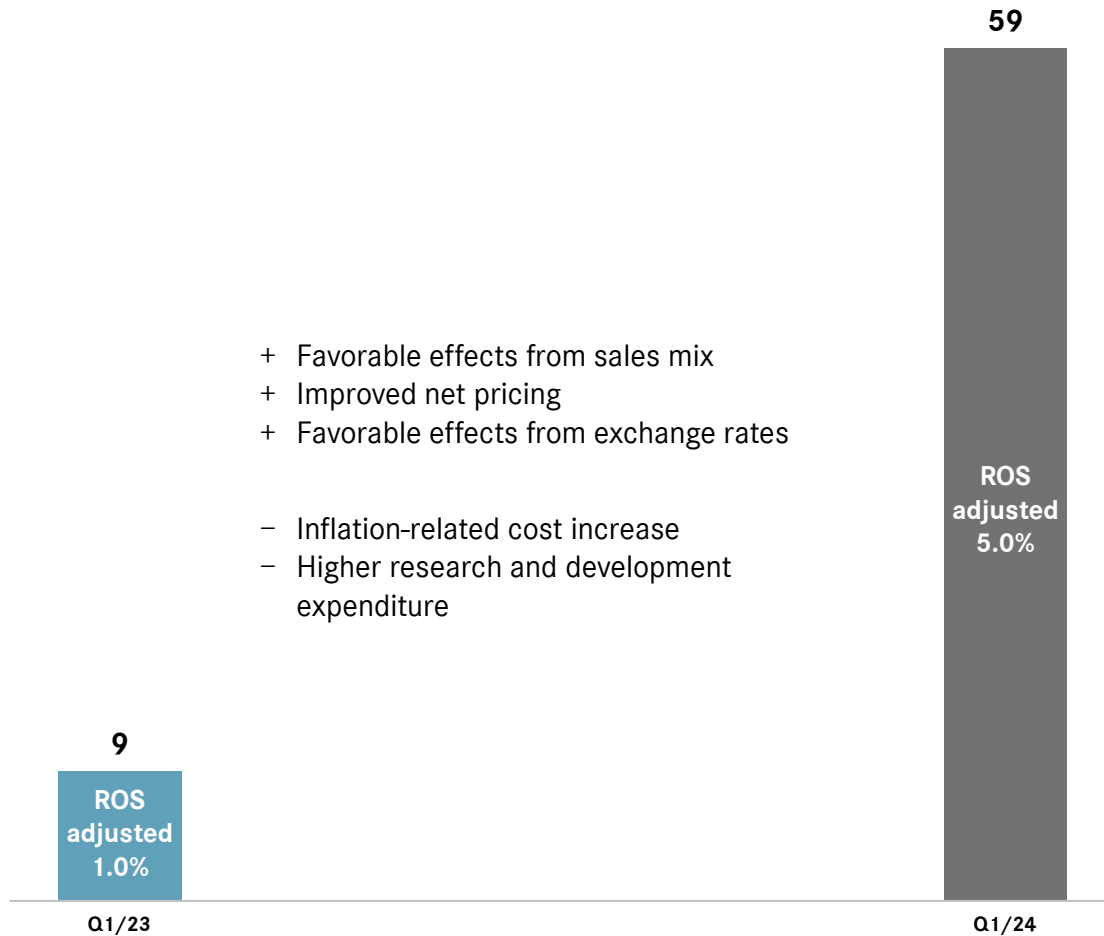 59
+ Favorable effects from sales mix
+ Improved net pricing
+ Favorable effects from exchange rates
ROS
adjusted
5.0%
− Inflation-related cost increase
− Higher research and development
expenditure
9
ROS
adjusted
1.0%
Q1/23
Q1/24